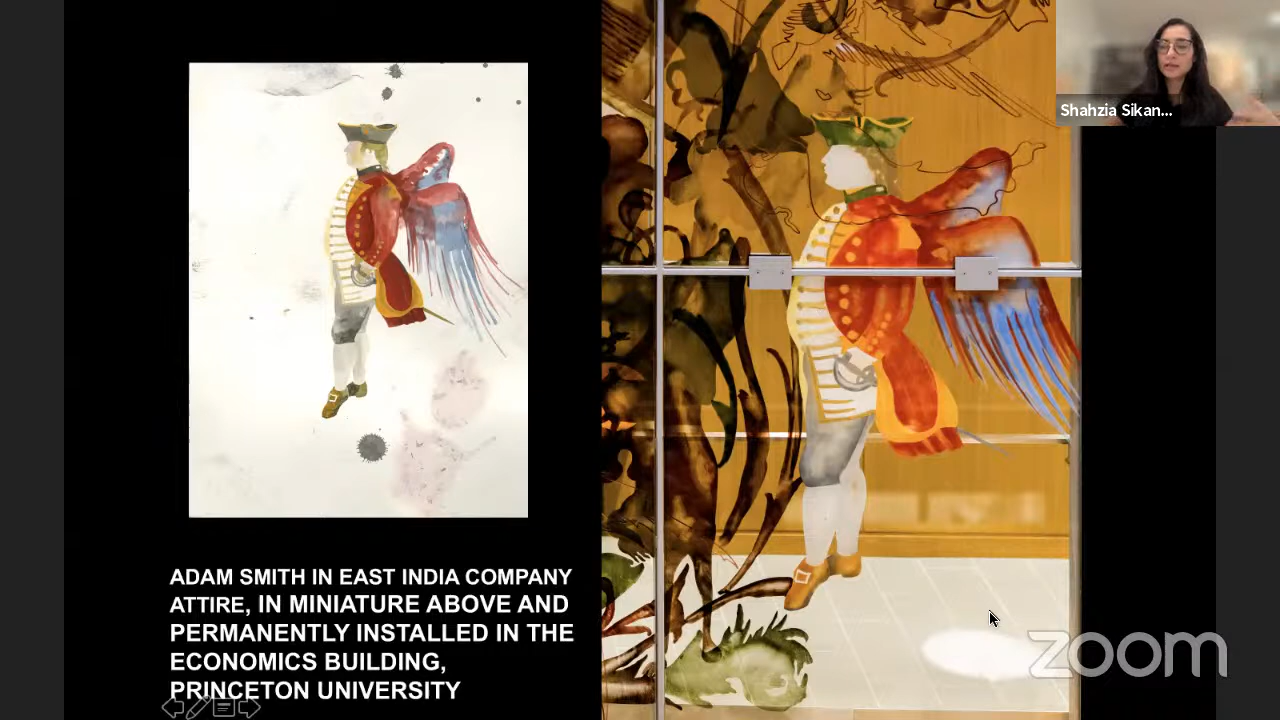 Shahzia Sikan...
ADAM SMITH IN EAST INDIA COMPANY
ATTIRE, IN MINIATURE ABOVE AND
PERMANENTLY INSTALLED IN THE
ECONOMICS BUILDING,
PRINCETON UNIVERSITY
zoom